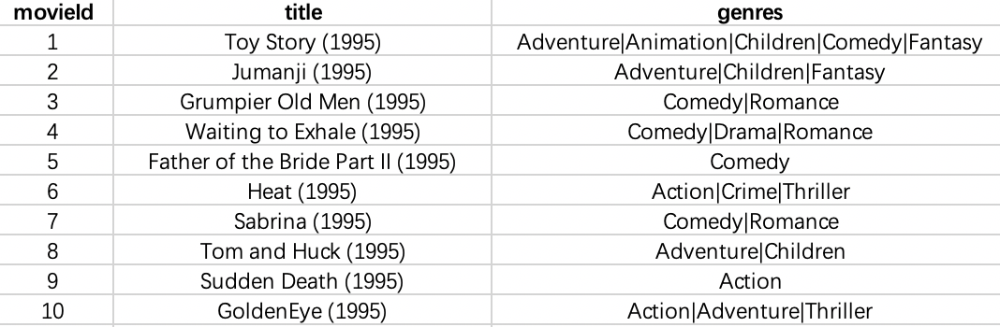 movieId title genres
1 Toy Story (1995) Adventure|Animation|Children|Comedy|Fantasy
2 Jumanji (1995) Adventure|Children|Fantasy
3 Grumpier Old Men (1995) Comedy|Romance
4 Waiting to Exhale (1995) Comedy|Drama|Romance
5 Father of the Bride Part II (1995) Comedy
6 Heat (1995) Action|Crime|Thriller
7 Sabrina (1995) Comedy|Romance
8 Tom and Huck (1995) Adventure|Children
9 Sudden Death (1995) Action
10 GoldenEye (1995) Action|Adventure|Thriller